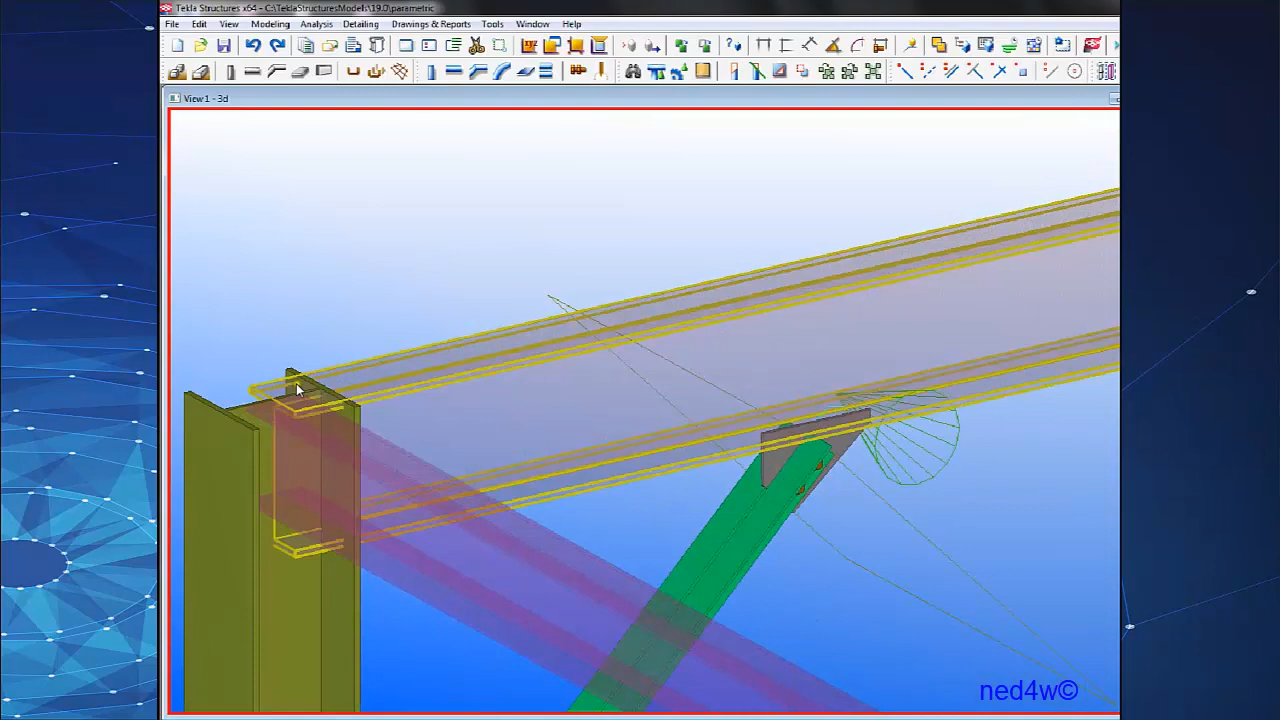 Tekla Structures x64 - C:\TeklaStructuresModels\19.0\parametric
File Edit View Modeling Analysis Detailing Drawings & Reports Tools Window Help
View 1 - 3d
ned4w©